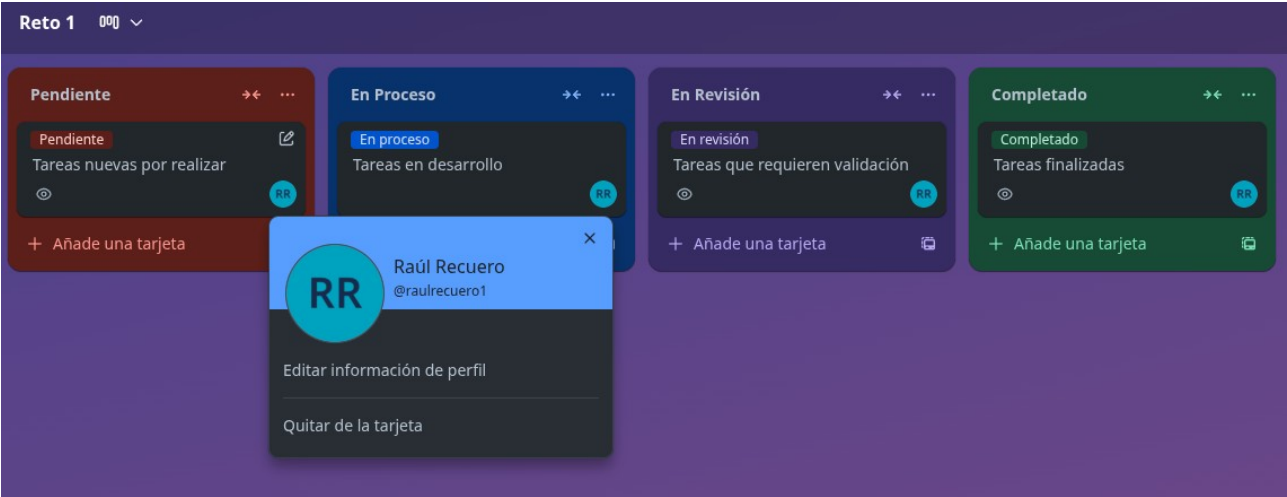 Reto 1
Pendiente
Pendiente
Tareas nuevas por realizar
RR
+ Añade una tarjeta
En Proceso
En proceso
Tareas en desarrollo
RR
En Revisión
En revisión
Tareas que requieren validación
RR
+ Añade una tarjeta
Completado
Completado
Tareas finalizadas
RR
+ Añade una tarjeta
RR
Raúl Recuero
@raulrecuero1
Editar información de perfil
Quitar de la tarjeta